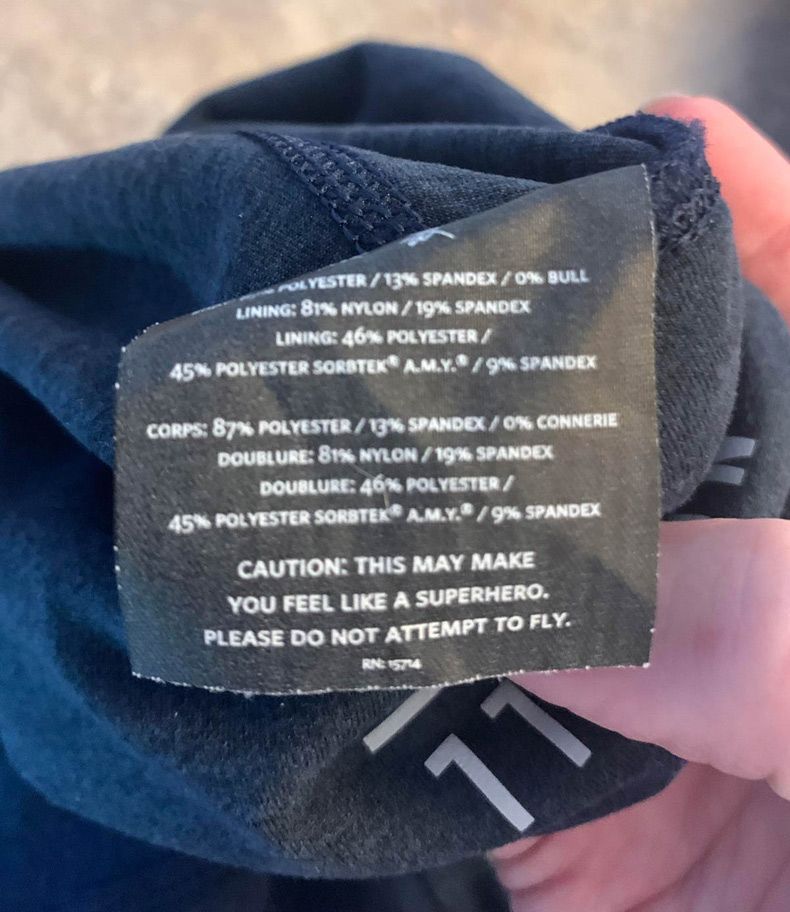 POLYESTER / 13% SPANDEX / 0% BULL
LINING: 81% NYLON / 19% SPANDEX
LINING: 46% POLYESTER /
45% POLYESTER SORBTEK® A.M.Y.® / 9% SPANDEX
CORPS: 87% POLYESTER / 13% SPANDEX / 0% CONNERIE
DOUBLURE: 81% NYLON / 19% SPANDEX
DOUBLURE: 46% POLYESTER /
45% POLYESTER SORBTEK® A.M.Y.® / 9% SPANDEX
CAUTION: THIS MAY MAKE
YOU FEEL LIKE A SUPERHERO.
PLEASE DO NOT ATTEMPT TO FLY.
RN: 15714